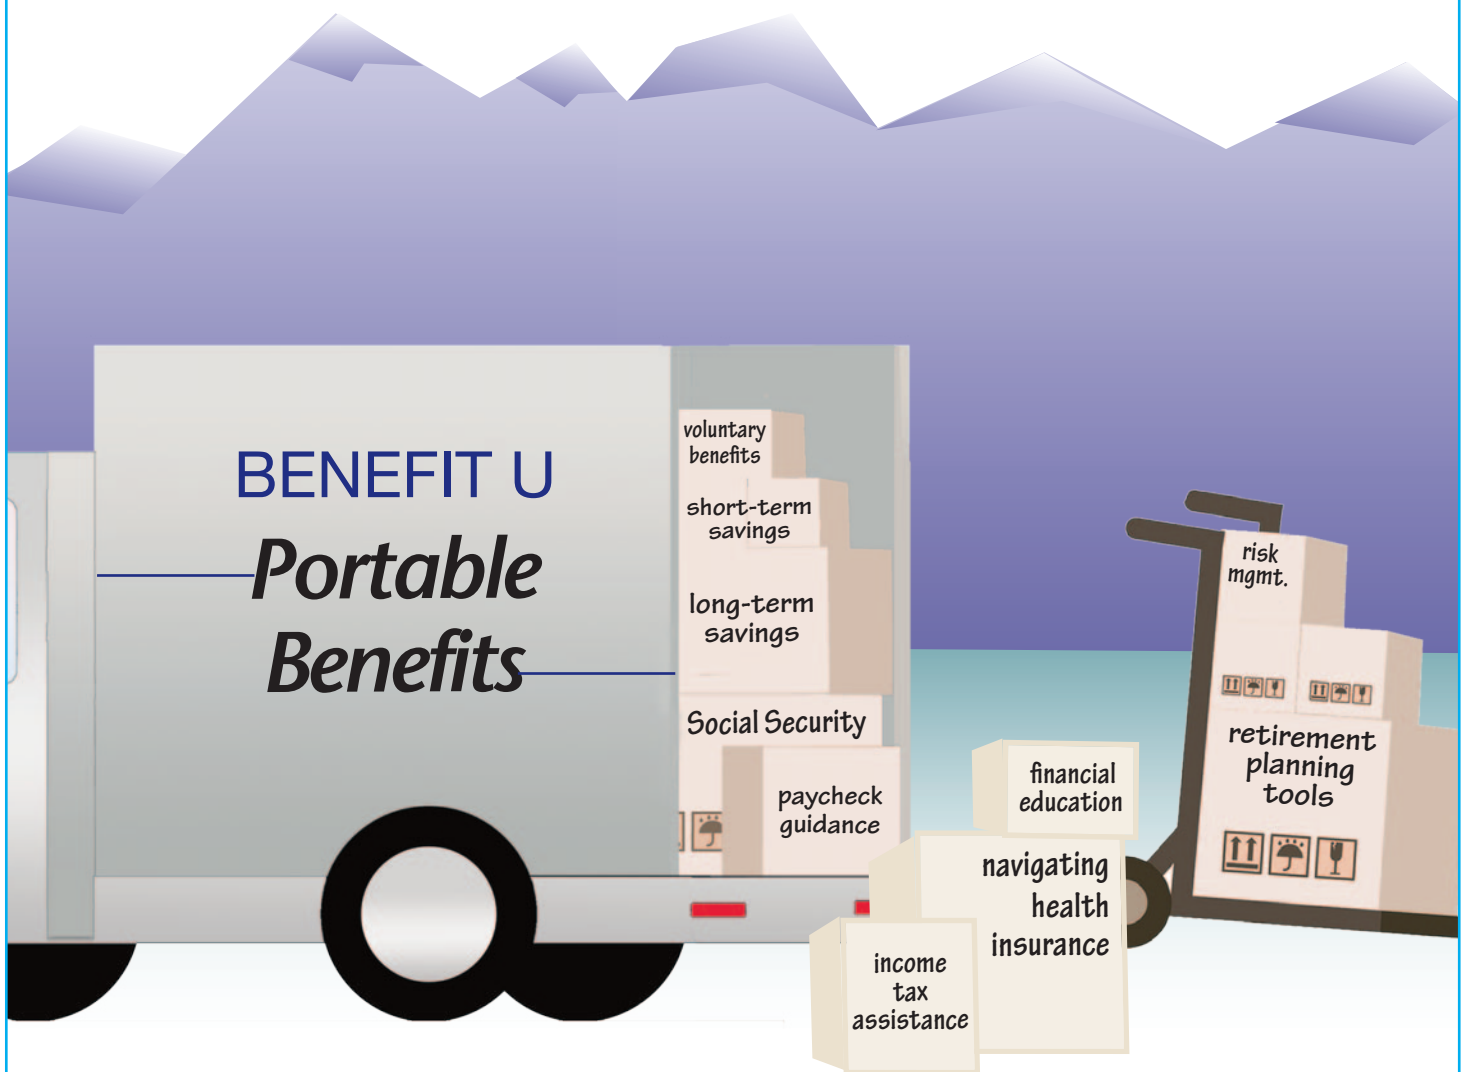 BENEFIT U
Portable
Benefits
voluntary
benefits
short-term
savings
long-term
savings
Social Security
paycheck
guidance
financial
education
navigating
health
insurance
income
tax
assistance
risk
mgmt.
retirement
planning
tools